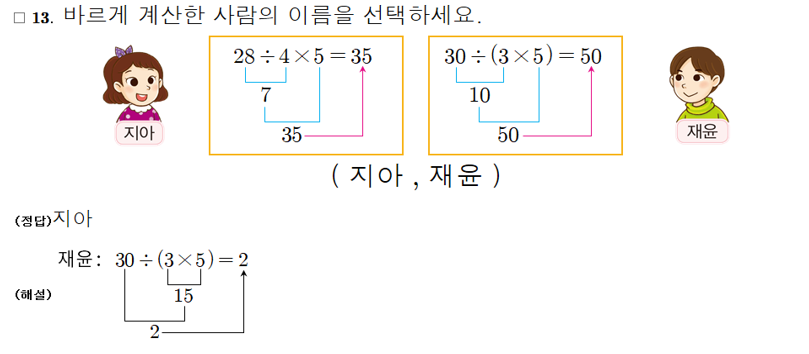 □ 13. 바르게 계산한 사람의 이름을 선택하세요.
28÷4×5=35
7
35
지아
30÷(3×5)=50
10
50
재윤
( 지아 , 재윤 )
(정답)지아
(해설)
재윤: 30÷(3×5)=2
15
2